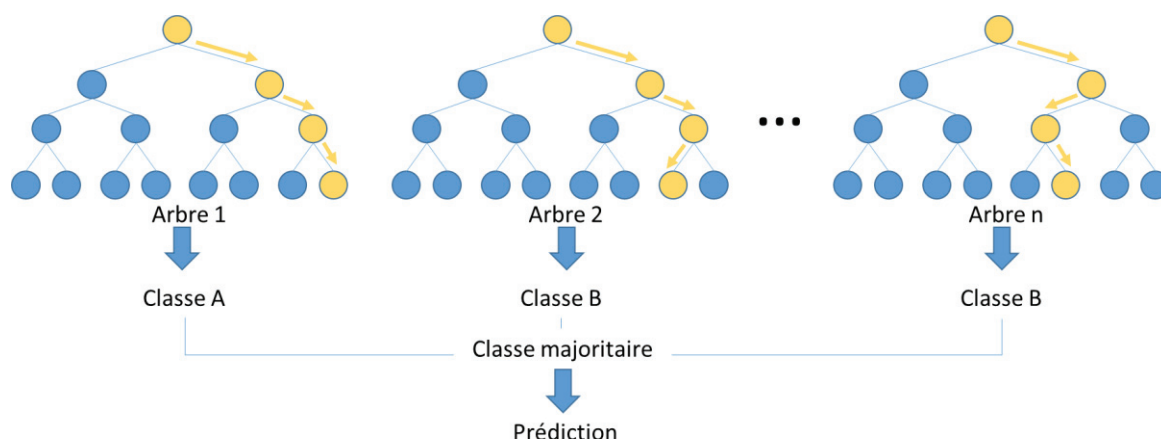 ...
Arbre 1
Arbre 2
Arbre n
Classe A
Classe B
Classe B
Classe majoritaire
Prédiction